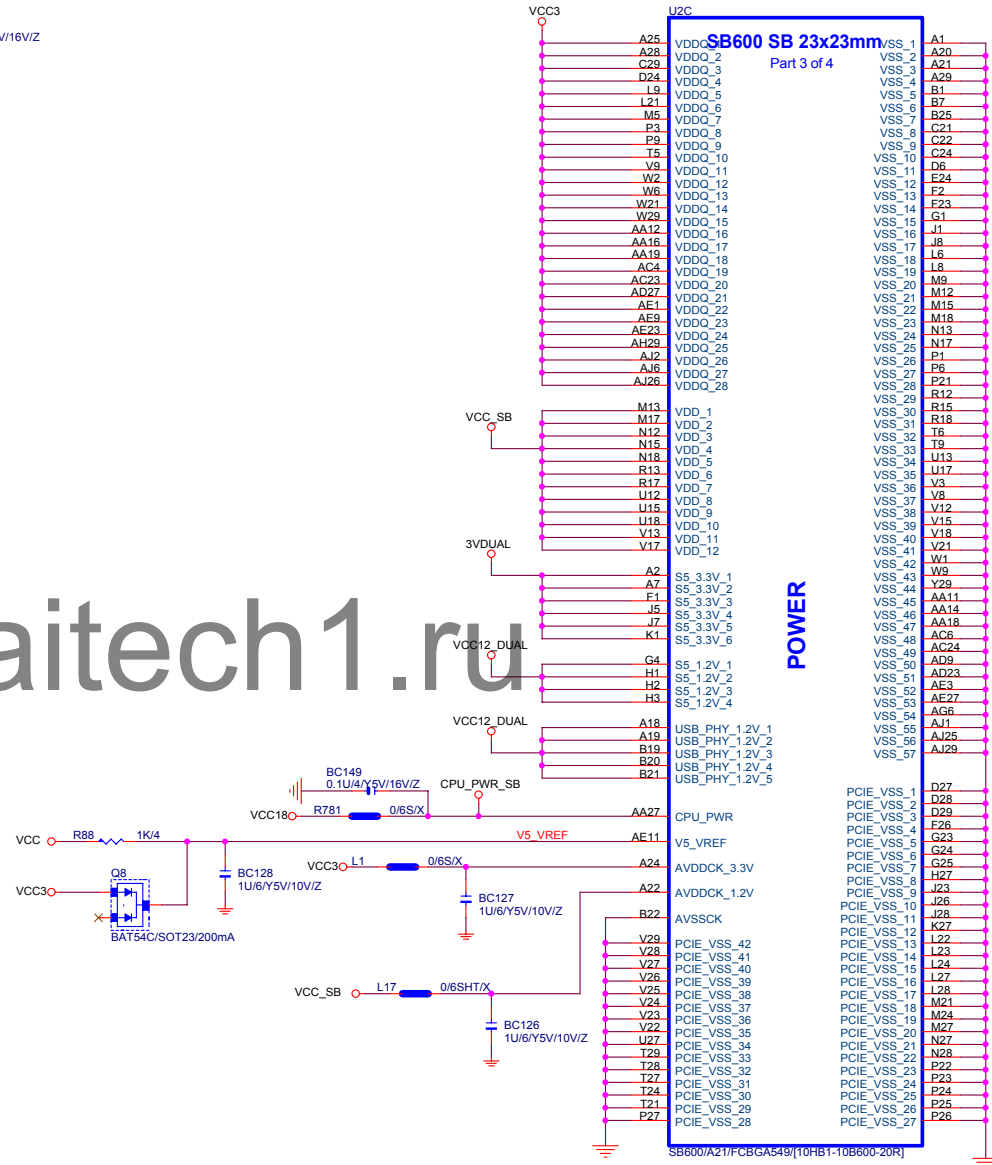 VCC3
U2C
V/16V/Z
SB600 SB 23x23mm
Part 3 of 4
A25 VDDQ_1
A28 VDDQ_2
C29 VDDQ_3
D24 VDDQ_4
L9 VDDQ_5
L21 VDDQ_6
M5 VDDQ_7
P3 VDDQ_8
P9 VDDQ_9
T5 VDDQ_10
V9 VDDQ_11
W2 VDDQ_12
W6 VDDQ_13
W21 VDDQ_14
W29 VDDQ_15
AA12 VDDQ_16
AA16 VDDQ_17
AA19 VDDQ_18
AC4 VDDQ_19
AC23 VDDQ_20
AD27 VDDQ_21
AE1 VDDQ_22
AE9 VDDQ_23
AE23 VDDQ_24
AH29 VDDQ_25
AJ2 VDDQ_26
AJ6 VDDQ_27
AJ26 VDDQ_28
VCC_SB
M13 VDD_1
M17 VDD_2
N12 VDD_3
N15 VDD_4
N18 VDD_5
R13 VDD_6
R17 VDD_7
U12 VDD_8
U15 VDD_9
U18 VDD_10
V13 VDD_11
V17 VDD_12
3VDUAL
A2 S5_3.3V_1
A7 S5_3.3V_2
F1 S5_3.3V_3
J5 S5_3.3V_4
J7 S5_3.3V_5
K1 S5_3.3V_6
aitech1.ru
VCC12_DUAL
G4 S5_1.2V_1
H1 S5_1.2V_2
H2 S5_1.2V_3
H3 S5_1.2V_4
VCC12_DUAL
A18 USB_PHY_1.2V_1
A19 USB_PHY_1.2V_2
B19 USB_PHY_1.2V_3
B20 USB_PHY_1.2V_4
B21 USB_PHY_1.2V_5
POWER
BC149
0.1U/4/Y5V/16V/Z
CPU_PWR_SB
VCC18 R781 0/6S/X
AA27 CPU_PWR
VCC R88 1K/4
V5_VREF AE11 V5_VREF
VCC3 L1 0/6S/X
A24 AVDDCK_3.3V
Q8
BC128
1U/6/Y5V/10V/Z
VCC3
BAT54C/SOT23/200mA
BC127
1U/6/Y5V/10V/Z
A22 AVDDCK_1.2V
B22 AVSSCK
VCC_SB L17 0/6SHT/X
BC126
1U/6/Y5V/10V/Z
V29 PCIE_VSS_42
V28 PCIE_VSS_41
V27 PCIE_VSS_40
V26 PCIE_VSS_39
V25 PCIE_VSS_38
V24 PCIE_VSS_37
V23 PCIE_VSS_36
V22 PCIE_VSS_35
U27 PCIE_VSS_34
T29 PCIE_VSS_33
T28 PCIE_VSS_32
T27 PCIE_VSS_31
T24 PCIE_VSS_30
T21 PCIE_VSS_29
P27 PCIE_VSS_28
VSS_1 A1
VSS_2 A20
VSS_3 A21
VSS_4 A29
VSS_5 B1
VSS_6 B7
VSS_7 B25
VSS_8 C21
VSS_9 C22
VSS_10 C24
VSS_11 D6
VSS_12 E24
VSS_13 F2
VSS_14 F23
VSS_15 G1
VSS_16 J1
VSS_17 J8
VSS_18 L6
VSS_19 L8
VSS_20 M9
VSS_21 M12
VSS_22 M15
VSS_23 M18
VSS_24 N13
VSS_25 N17
VSS_26 P1
VSS_27 P6
VSS_28 P21
VSS_29 R12
VSS_30 R15
VSS_31 R18
VSS_32 T6
VSS_33 T9
VSS_34 U13
VSS_35 U17
VSS_36 V3
VSS_37 V8
VSS_38 V12
VSS_39 V15
VSS_40 V18
VSS_41 V21
VSS_42 W1
VSS_43 W9
VSS_44 Y29
VSS_45 AA11
VSS_46 AA14
VSS_47 AA18
VSS_48 AC6
VSS_49 AC24
VSS_50 AD9
VSS_51 AD23
VSS_52 AE3
VSS_53 AE27
VSS_54 AG6
VSS_55 AJ1
VSS_56 AJ25
VSS_57 AJ29
PCIE_VSS_1 D27
PCIE_VSS_2 D28
PCIE_VSS_3 D29
PCIE_VSS_4 F26
PCIE_VSS_5 G23
PCIE_VSS_6 G24
PCIE_VSS_7 G25
PCIE_VSS_8 H27
PCIE_VSS_9 J23
PCIE_VSS_10 J26
PCIE_VSS_11 J28
PCIE_VSS_12 K27
PCIE_VSS_13 L22
PCIE_VSS_14 L23
PCIE_VSS_15 L24
PCIE_VSS_16 L27
PCIE_VSS_17 L28
PCIE_VSS_18 M21
PCIE_VSS_19 M24
PCIE_VSS_20 M27
PCIE_VSS_21 N27
PCIE_VSS_22 N28
PCIE_VSS_23 P22
PCIE_VSS_24 P23
PCIE_VSS_25 P24
PCIE_VSS_26 P25
PCIE_VSS_27 P26
SB600/A21/FCBGA549/[10HB1-10B600-20R]